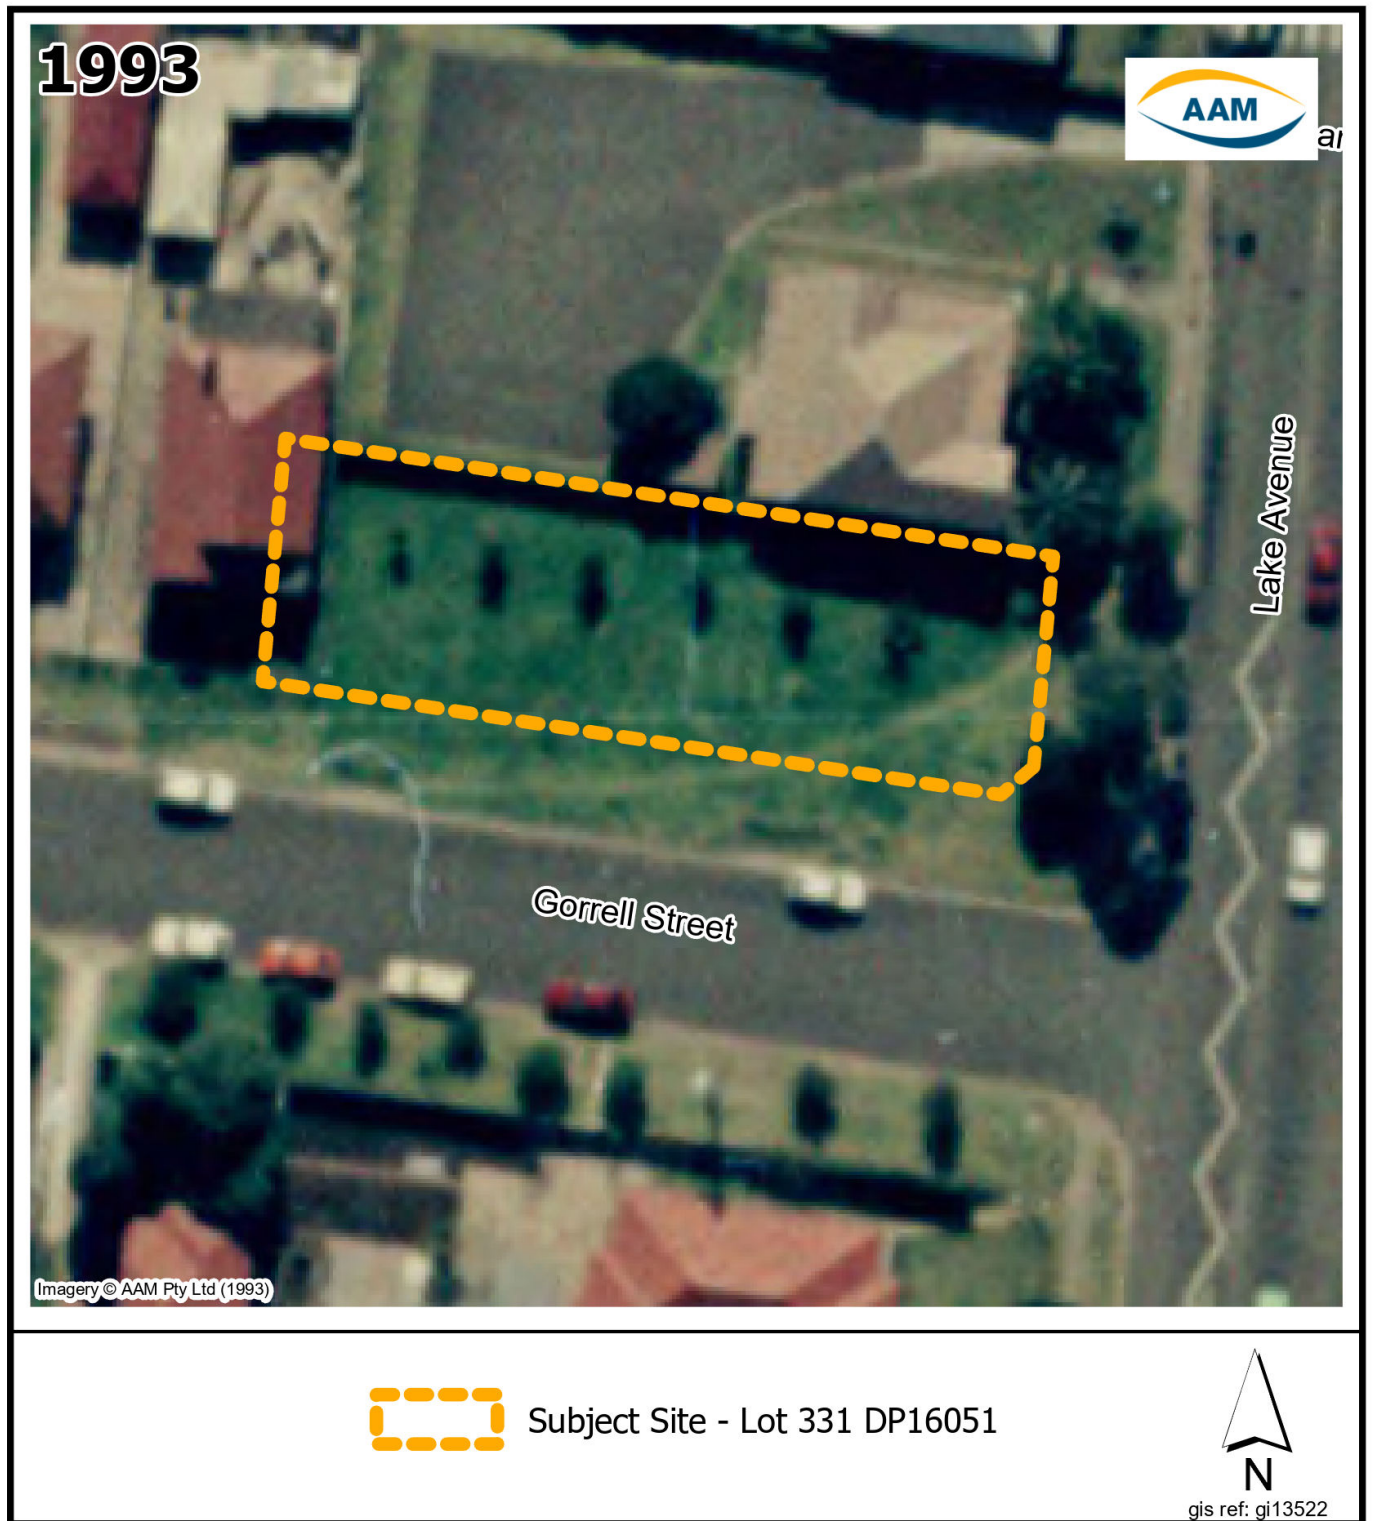 1993
AAM
ar
Lake Avenue
Gorrell Street
Imagery © AAM Pty Ltd (1993)
Subject Site - Lot 331 DP16051
N
gis ref: gi13522